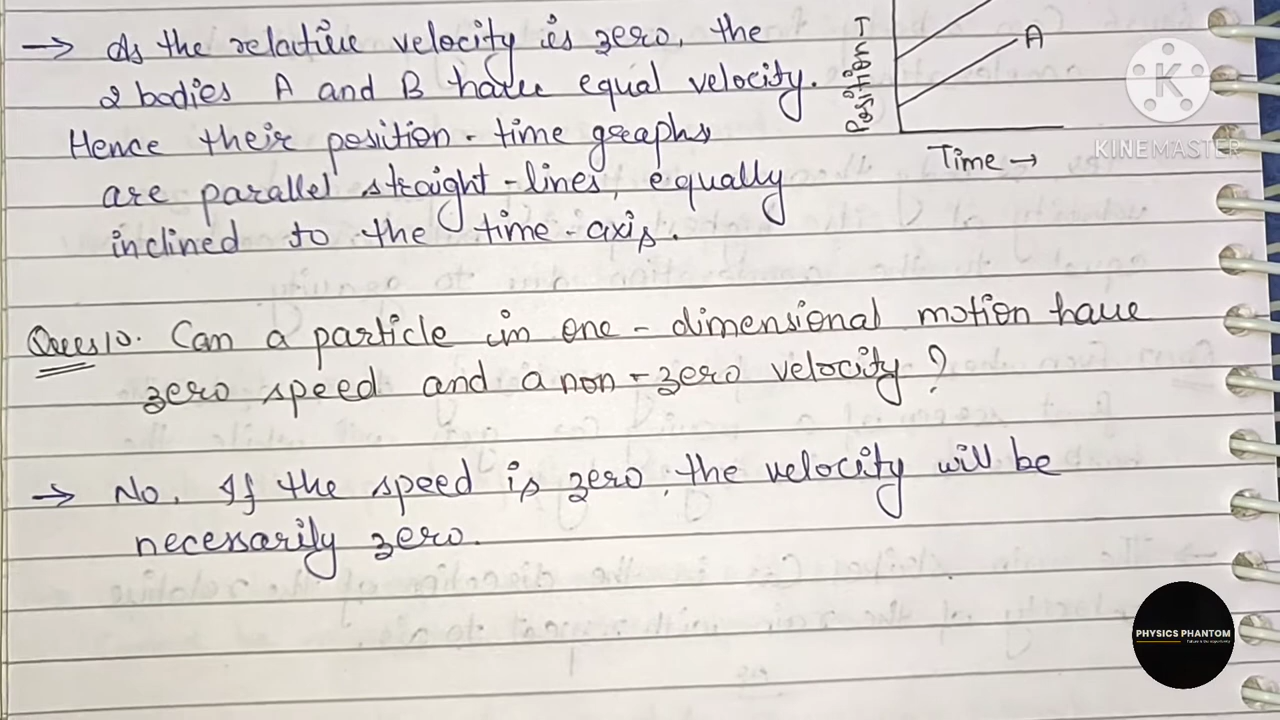 → As the relative velocity is zero, the
2 bodies A and B have equal velocity.
Hence their position-time graphs
are parallel straight-lines, equally
inclined to the time-axis.
Position →
A
Time →
K
KINEMASTER
Ques10. Can a particle in one-dimensional motion have
zero speed and a non-zero velocity?
→ No. If the speed is zero, the velocity will be
necessarily zero.
PHYSICS PHANTOM